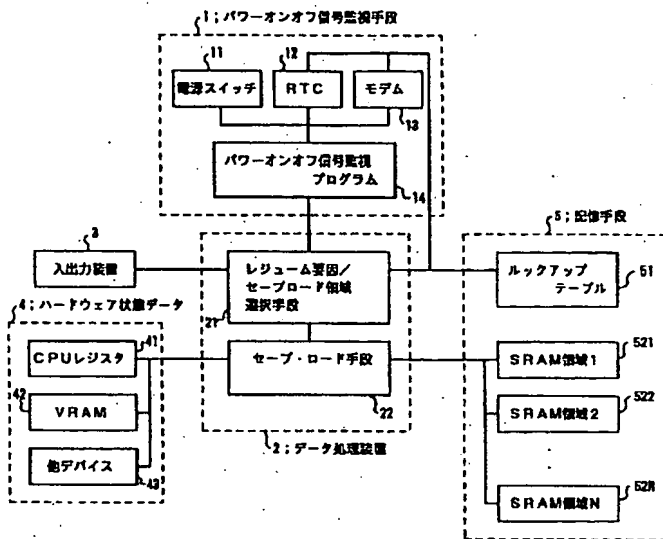 1;パワーオンオフ信号監視手段
11
電源スイッチ
12
RTC
モデム
13
パワーオンオフ信号監視
プログラム
14
3
入出力装置
レジューム要因/
セーブロード領域
選択手段
21
セーブ・ロード手段
22
2;データ処理装置
4;ハードウェア状態データ
41
CPUレジスタ
42
VRAM
他デバイス
43
5;記憶手段
ルックアップ
テーブル
51
521
SRAM領域1
522
SRAM領域2
52N
SRAM領域N